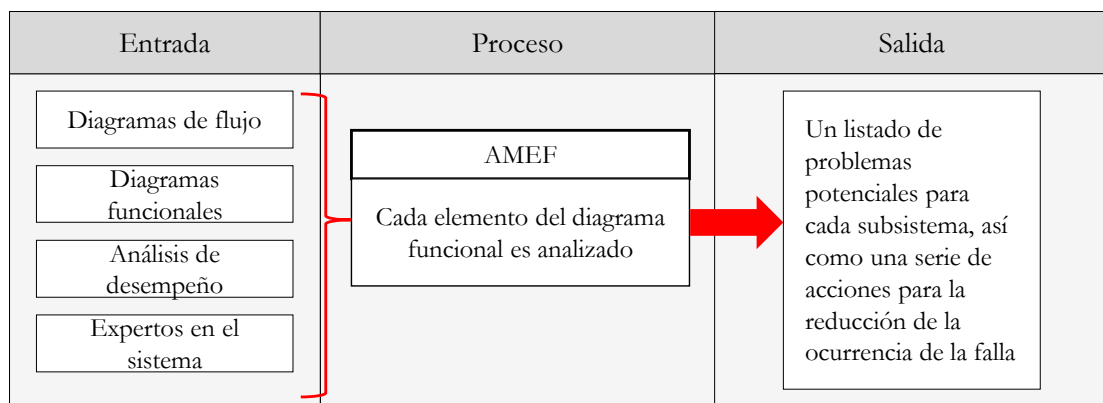 Entrada
Proceso
Salida
Diagramas de flujo
Diagramas
funcionales
Análisis de
desempeño
Expertos en el
sistema
AMEF
Cada elemento del diagrama
funcional es analizado
Un listado de
problemas
potenciales para
cada subsistema, así
como una serie de
acciones para la
reducción de la
ocurrencia de la falla